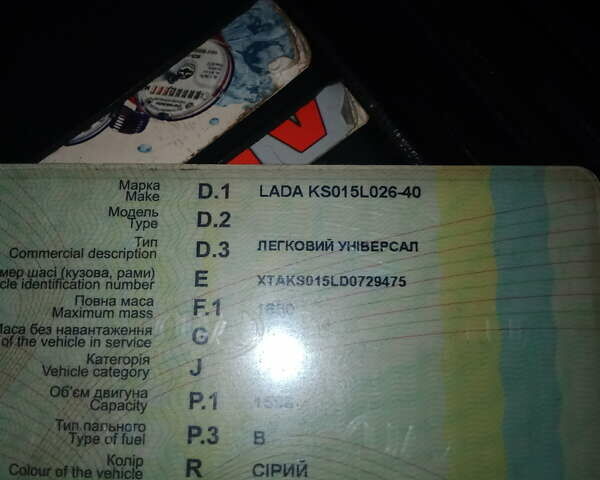 Марка D.1 LADA KS015L026-40
Make
Модель D.2
Type
Тип D.3 ЛЕГКОВИЙ УНІВЕРСАЛ
Commercial description
мер шасі (кузова, рами) E XTAKS015LD0729475
cle identification number
Повна маса F.1
Maximum mass
Маса без навантаження G
of the vehicle in service
Категорія J
Vehicle category
Об'єм двигуна P.1
Capacity
Тип пального P.3 B
Type of fuel
Колір R СІРИЙ
Colour of the vehicle